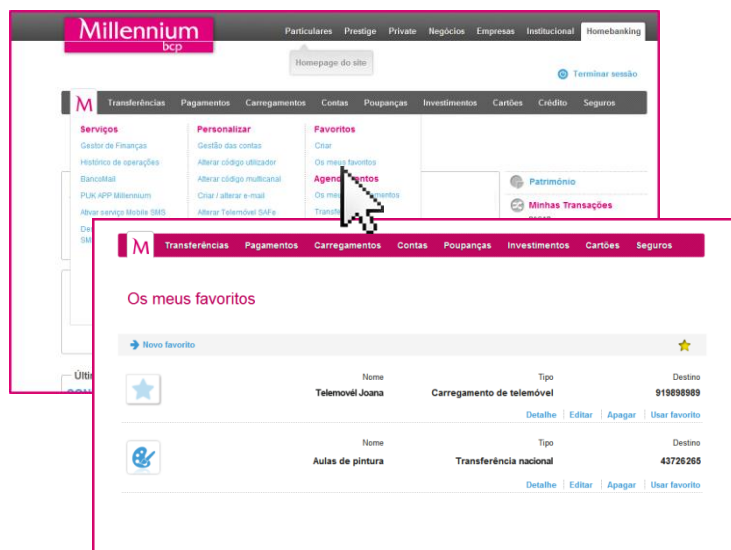 Millennium
bcp
Particulares Prestige Private Negócios Empresas Institucional Homebanking
Homepage do site
Terminar sessão
M Transferências Pagamentos Carregamentos Contas Poupanças Investimentos Cartões Crédito Seguros
Serviços Personalizar Favoritos
Gestor de Finanças Gestão das contas Criar
Histórico de operações Alterar código utilizador Os meus favoritos
BancoMail Alterar código multicanal
Património
PUK APP Millennium Criar / alterar e-mail Os meus
Minhas Transações
Ativar serviço Mobile SMS Alterar Telemóvel SAFe
SM
M Transferências Pagamentos Carregamentos Contas Poupanças Investimentos Cartões Seguros
Os meus favoritos
Novo favorito
Nome Tipo Destino
Telemovél Joana Carregamento de telemóvel 919898989
Detalhe Editar Apagar Usar favorito
Nome Tipo Destino
Aulas de pintura Transferência nacional 43726265
Detalhe Editar Apagar Usar favorito